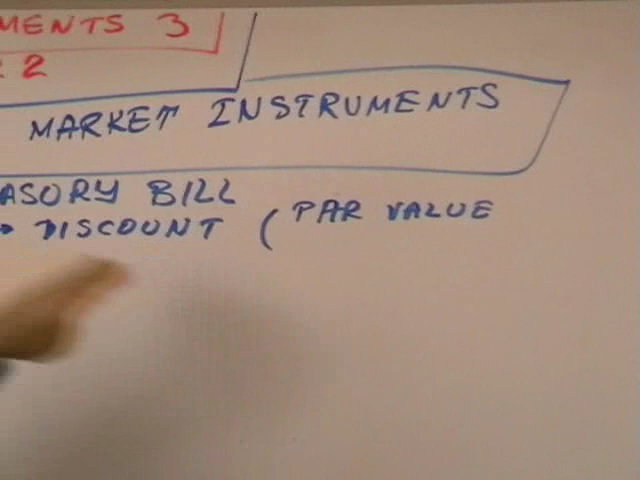 MENTS 3
2
MARKET INSTRUMENTS
ASORY BILL
DISCOUNT (PAR VALUE